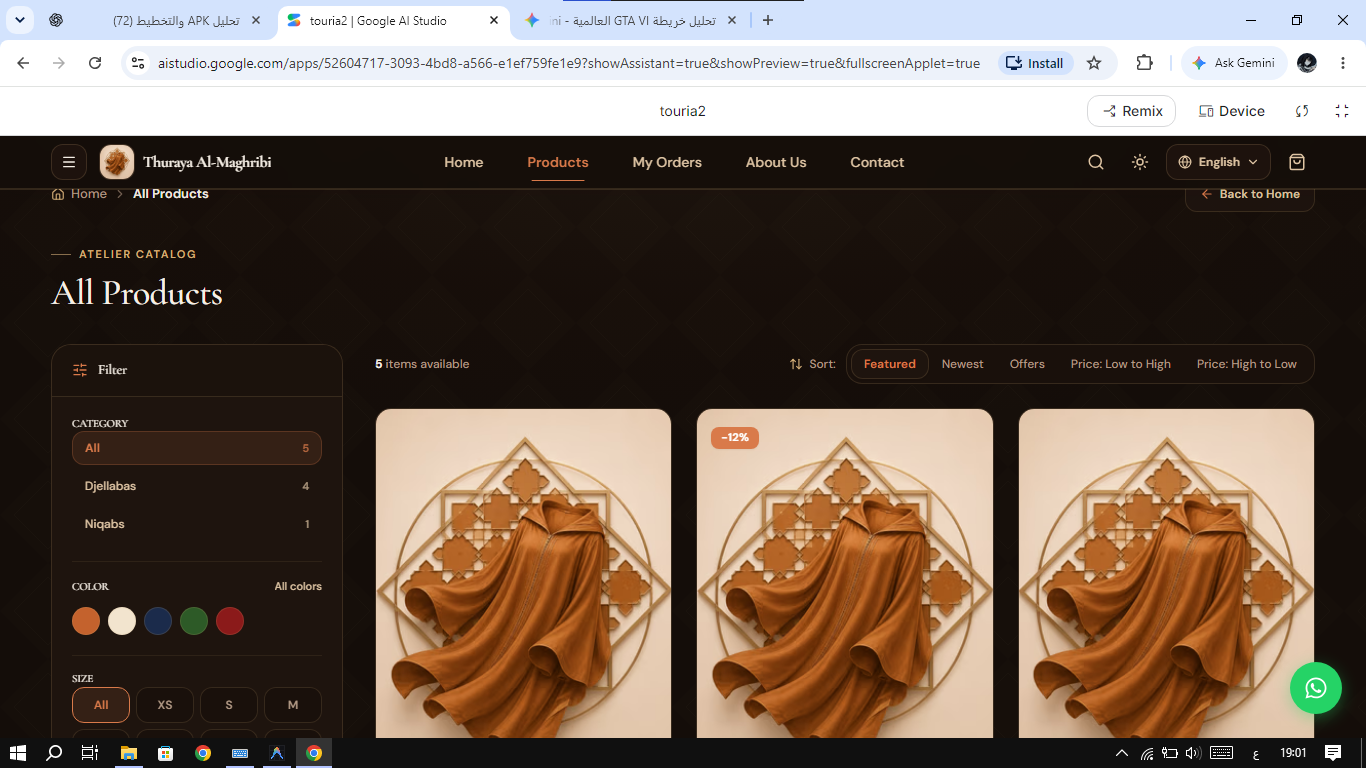 تحليل APK والتخطيط (72)
touria2 | Google AI Studio
تحليل خريطة GTA VI العالمية - ini
aistudio.google.com/apps/52604717-3093-4bd8-a566-e1ef759fe1e9?showAssistant=true&showPreview=true&fullscreenApplet=true
Install
Ask Gemini
touria2
Remix
Device
Thuraya Al-Maghribi
Home
Products
My Orders
About Us
Contact
English
Home > All Products
Back to Home
ATELIER CATALOG
All Products
Filter
5 items available
Sort:
Featured
Newest
Offers
Price: Low to High
Price: High to Low
CATEGORY
All 5
Djellabas 4
Niqabs 1
-12%
COLOR
All colors
SIZE
All
XS
S
M
ع
19:01